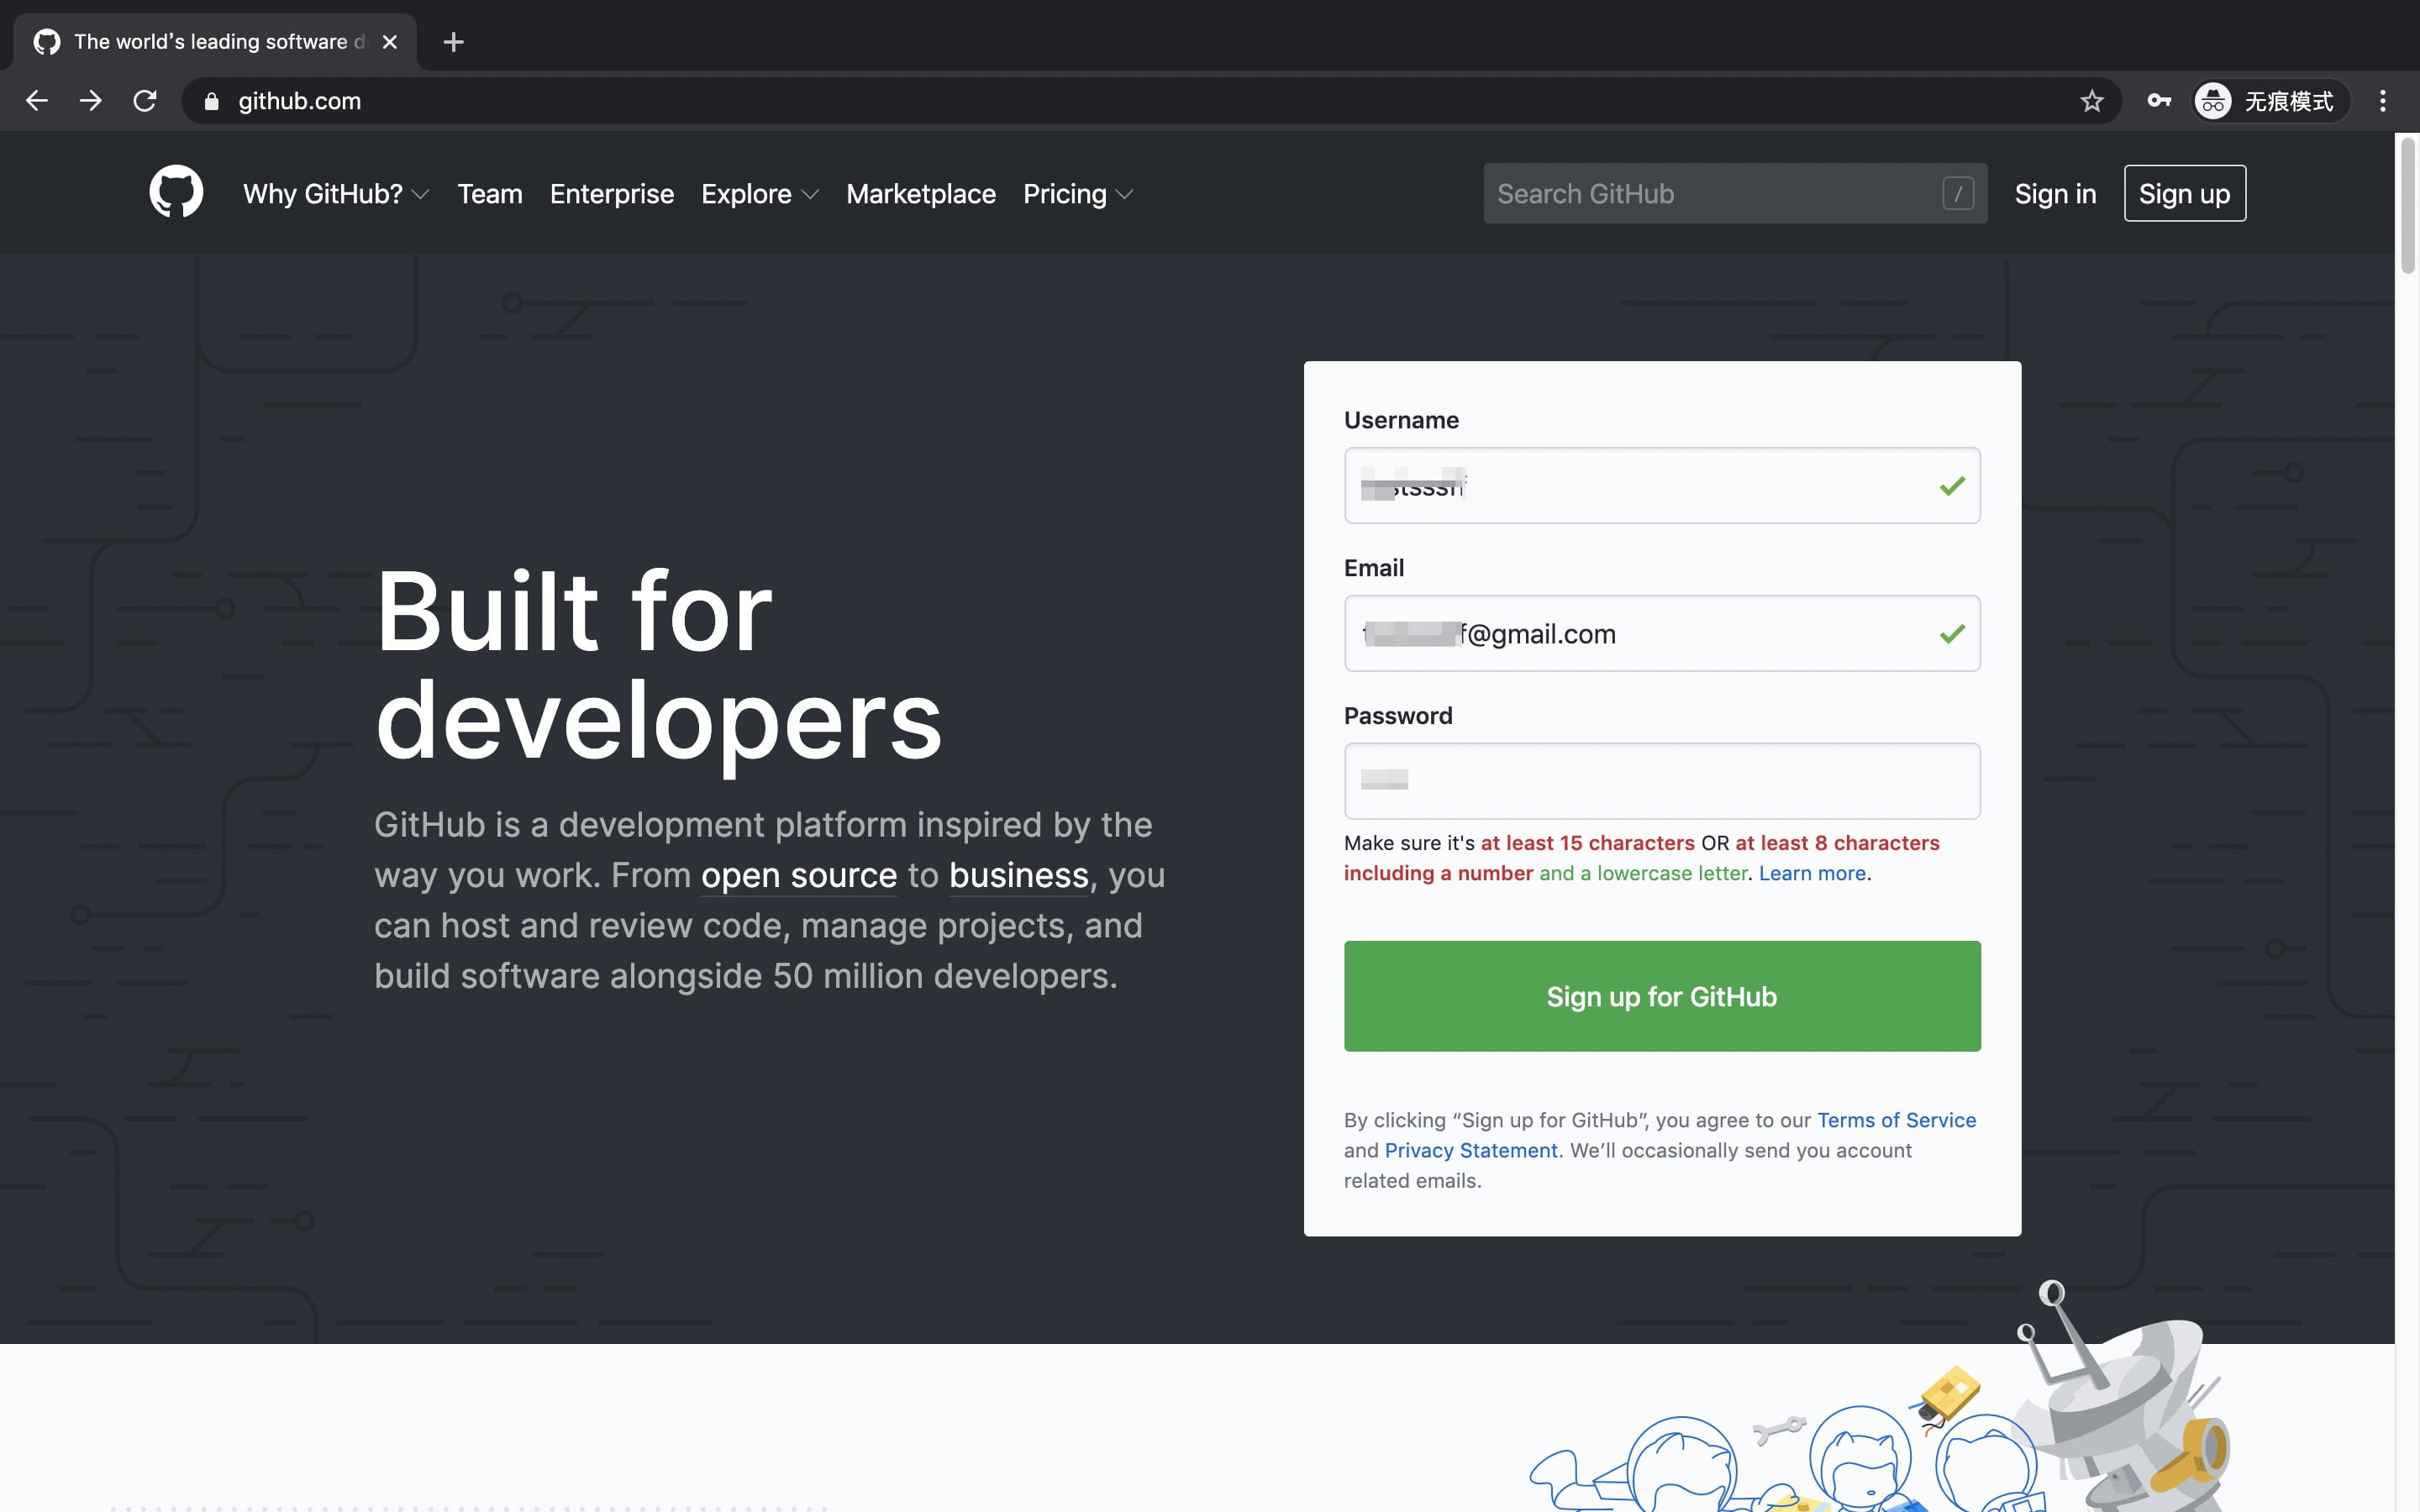 The world's leading software d
github.com
无痕模式
Why GitHub? Team Enterprise Explore Marketplace Pricing
Search GitHub /
Sign in
Sign up
Built for
developers
GitHub is a development platform inspired by the
way you work. From open source to business, you
can host and review code, manage projects, and
build software alongside 50 million developers.
Username
Email
@gmail.com
Password
Make sure it's at least 15 characters OR at least 8 characters
including a number and a lowercase letter. Learn more.
Sign up for GitHub
By clicking “Sign up for GitHub”, you agree to our Terms of Service
and Privacy Statement. We’ll occasionally send you account
related emails.